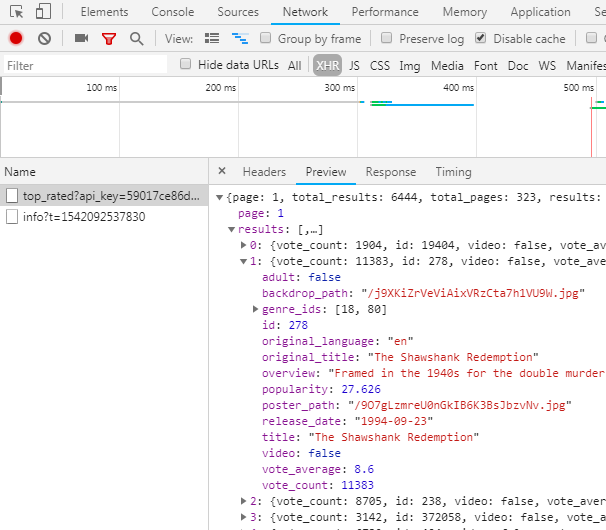 Elements Console Sources Network Performance Memory Application S
View: Group by frame Preserve log Disable cache
Filter Hide data URLs All XHR JS CSS Img Media Font Doc WS Manifes
100 ms 200 ms 300 ms 400 ms 500 ms
Name × Headers Preview Response Timing
top_rated?api_key=59017ce86d...
info?t=1542092537830
{page: 1, total_results: 6444, total_pages: 323, results:
page: 1
results: [,…]
0: {vote_count: 1904, id: 19404, video: false, vote_av
1: {vote_count: 11383, id: 278, video: false, vote_ave
adult: false
backdrop_path: "/j9XKiZrVeViAixVRzCta7h1VU9W.jpg"
genre_ids: [18, 80]
id: 278
original_language: "en"
original_title: "The Shawshank Redemption"
overview: "Framed in the 1940s for the double murder
popularity: 27.626
poster_path: "/9O7gLzmreU0nGkIB6K3BsJbzvNv.jpg"
release_date: "1994-09-23"
title: "The Shawshank Redemption"
video: false
vote_average: 8.6
vote_count: 11383
2: {vote_count: 8705, id: 238, video: false, vote_aver
3: {vote_count: 3142, id: 372058, video: false, vote_a